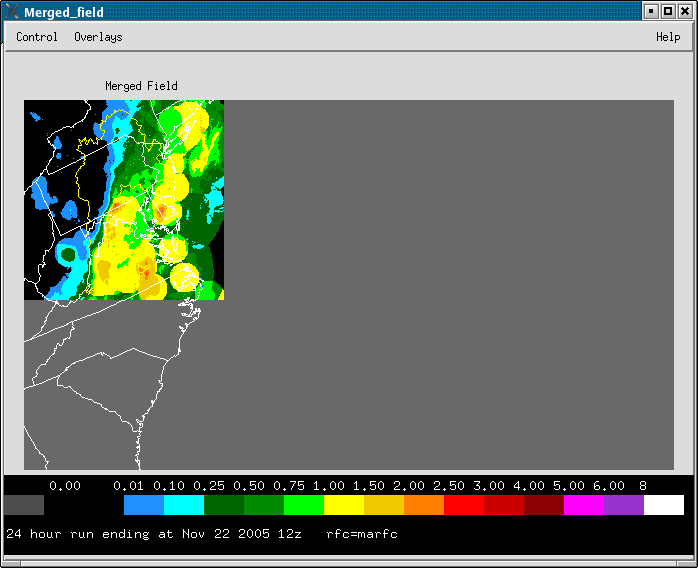 Merged_field
Control Overlays Help
Merged Field
0.00 0.01 0.10 0.25 0.50 0.75 1.00 1.50 2.00 2.50 3.00 4.00 5.00 6.00 8
24 hour run ending at Nov 22 2005 12z rfc=marfc